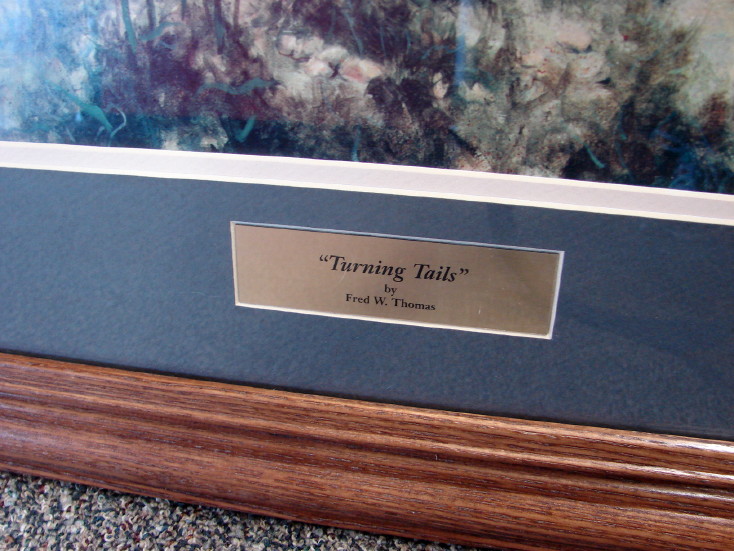 “Turning Tails”
by
Fred W. Thomas